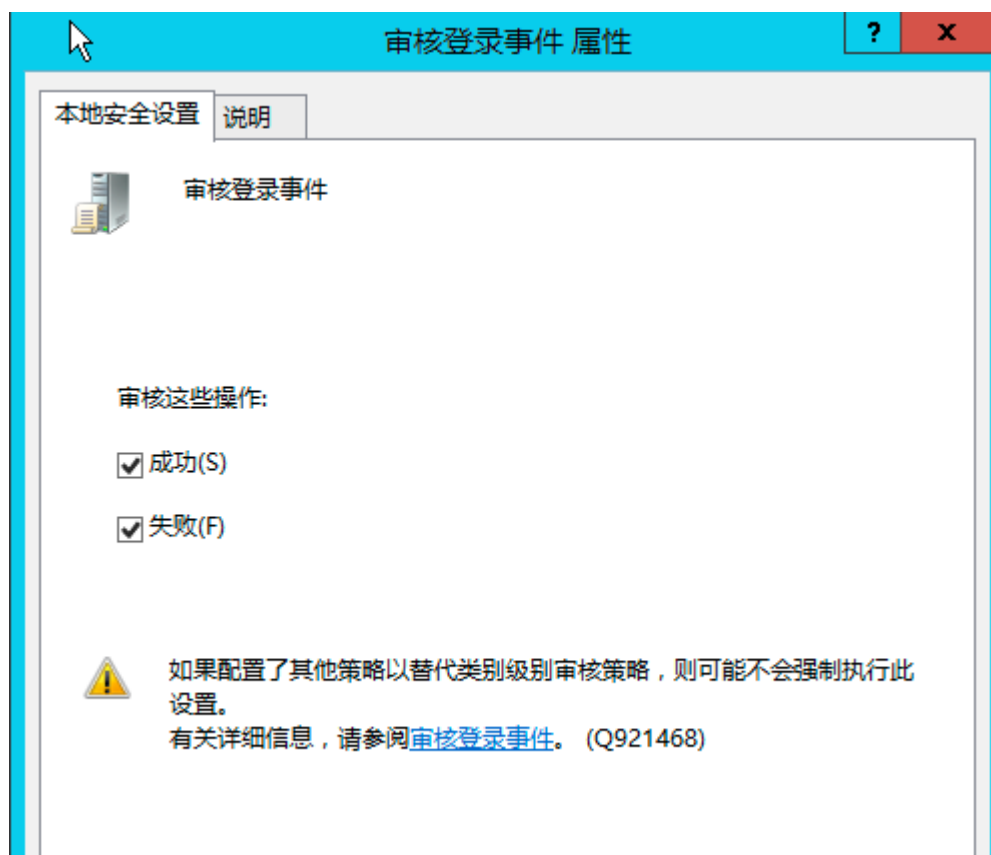 审核登录事件 属性
? x
本地安全设置 说明
审核登录事件
审核这些操作:
成功(S)
失败(F)
如果配置了其他策略以替代类别级别审核策略，则可能不会强制执行此
设置。
有关详细信息，请参阅审核登录事件。 (Q921468)